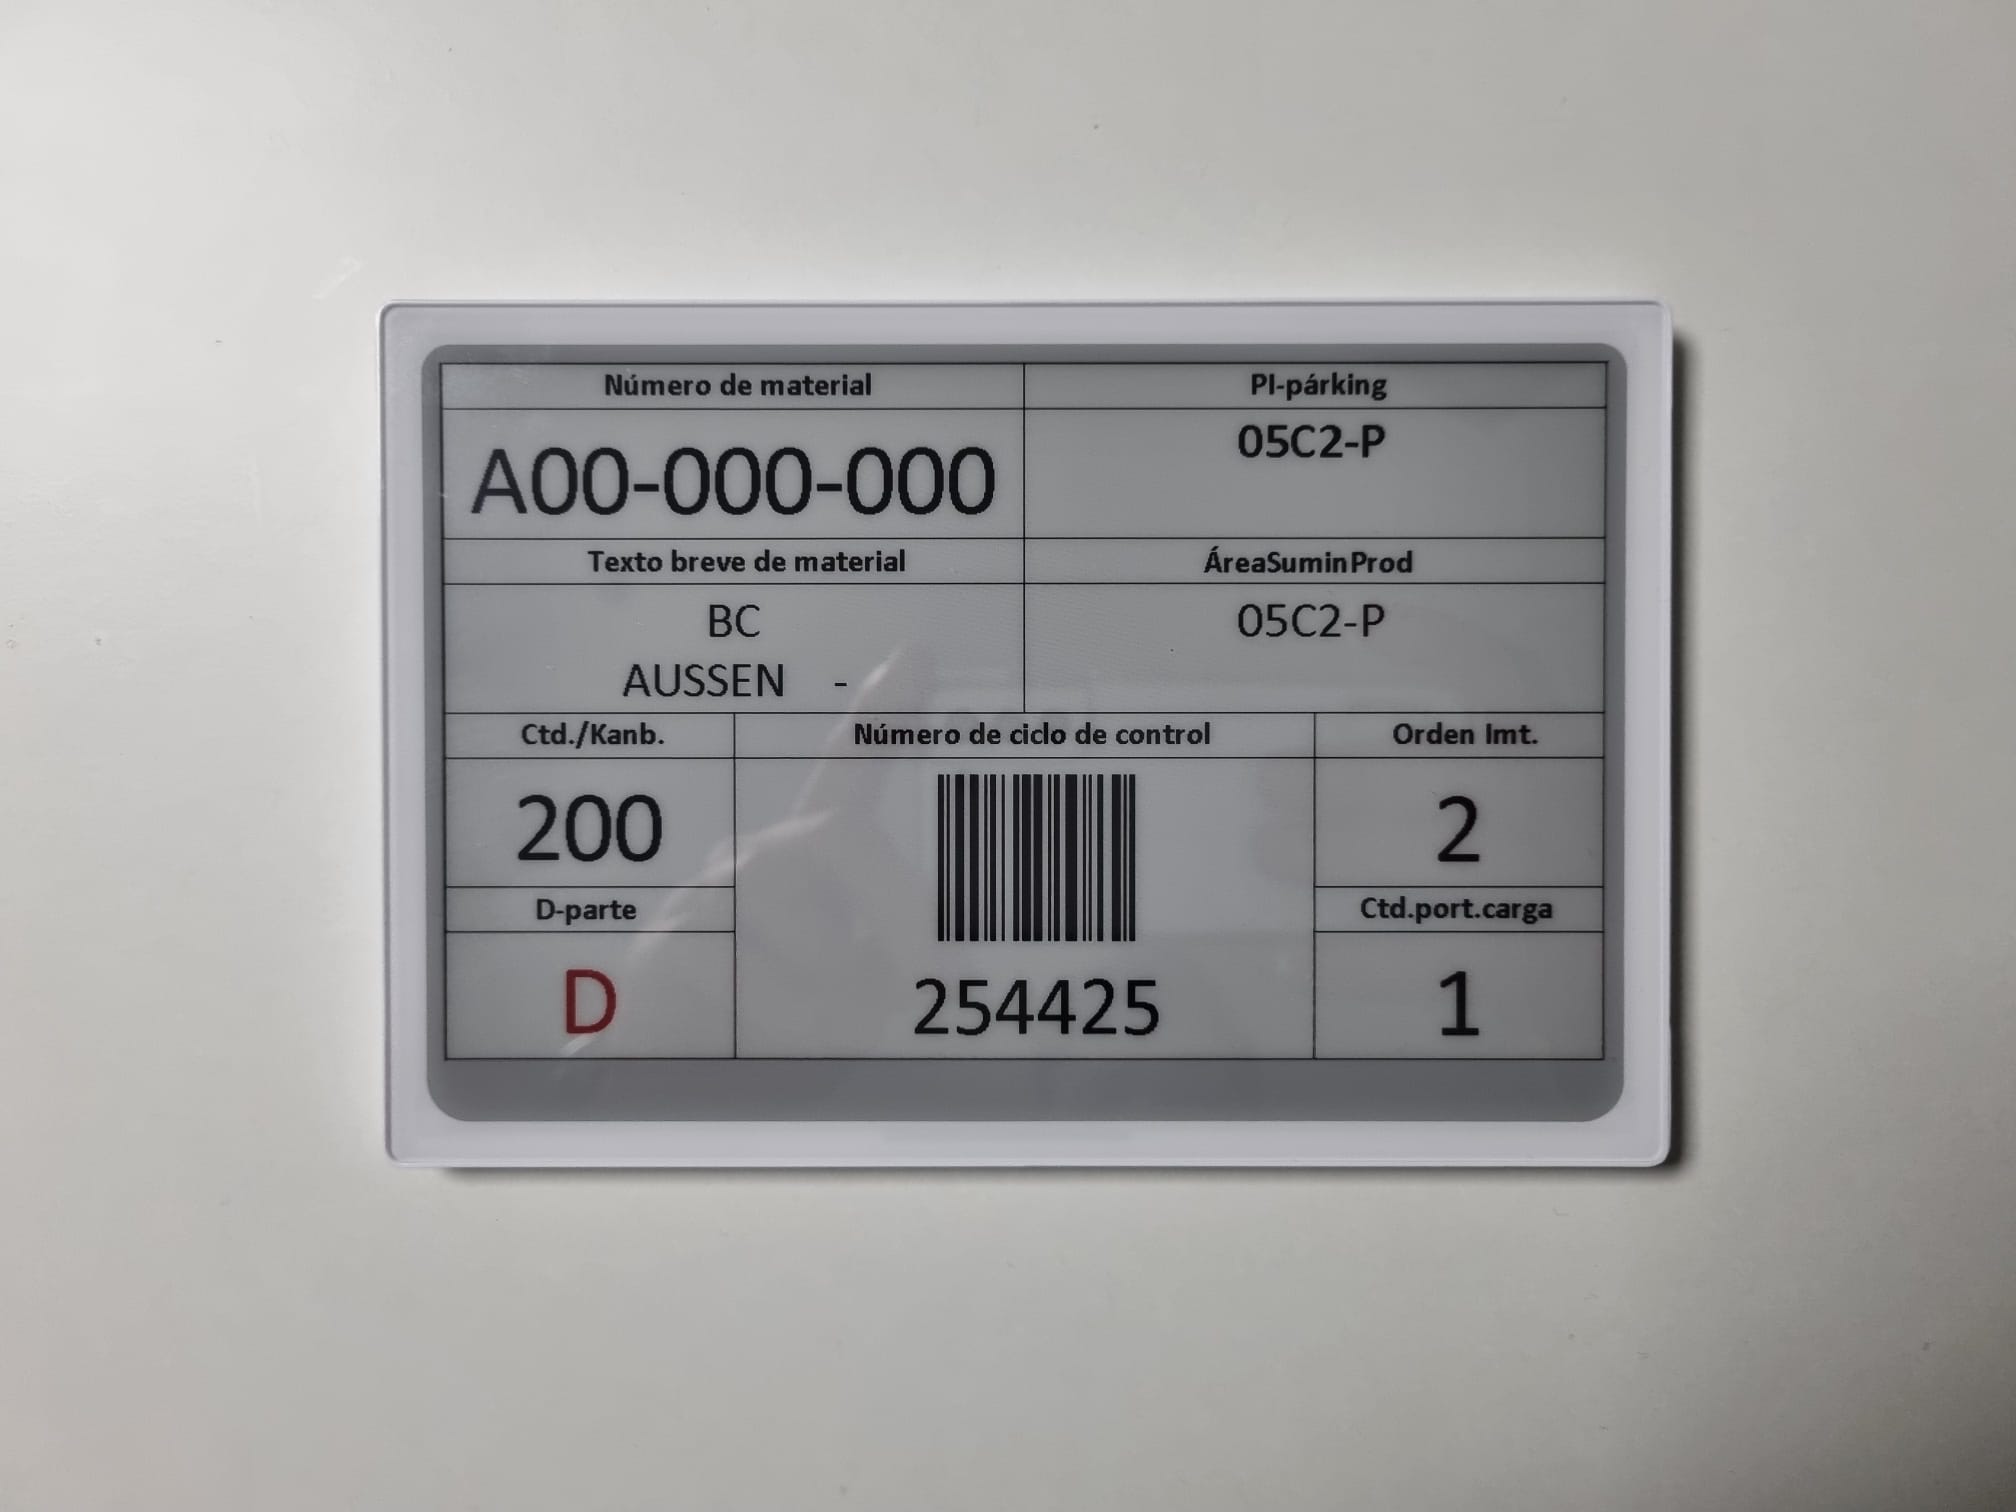 Número de material
PI-párking
A00-000-000
05C2-P
Texto breve de material
ÁreaSuminProd
BC
AUSSEN -
05C2-P
Ctd./Kanb.
Número de ciclo de control
Orden Imt.
200
2
D-parte
Ctd.port.carga
D
254425
1